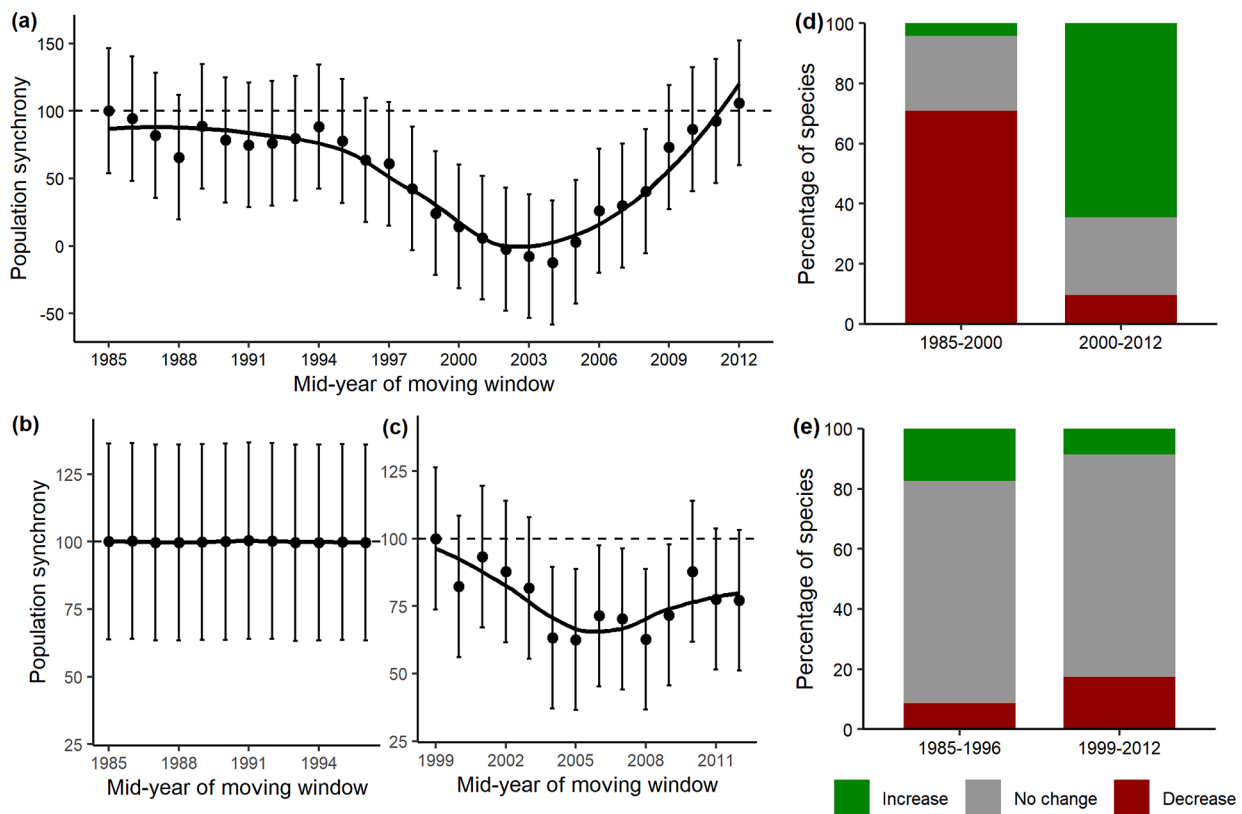 (a)
Population synchrony
150
100
50
0
-50
1985 1988 1991 1994 1997 2000 2003 2006 2009 2012
Mid-year of moving window
(d)
Percentage of species
100
80
60
40
20
0
1985-2000 2000-2012
(b)
Population synchrony
125
100
75
50
25
1985 1988 1991 1994
Mid-year of moving window
(c)
125
100
75
50
25
1999 2002 2005 2008 2011
Mid-year of moving window
(e)
Percentage of species
100
80
60
40
20
0
1985-1996 1999-2012
Increase No change Decrease